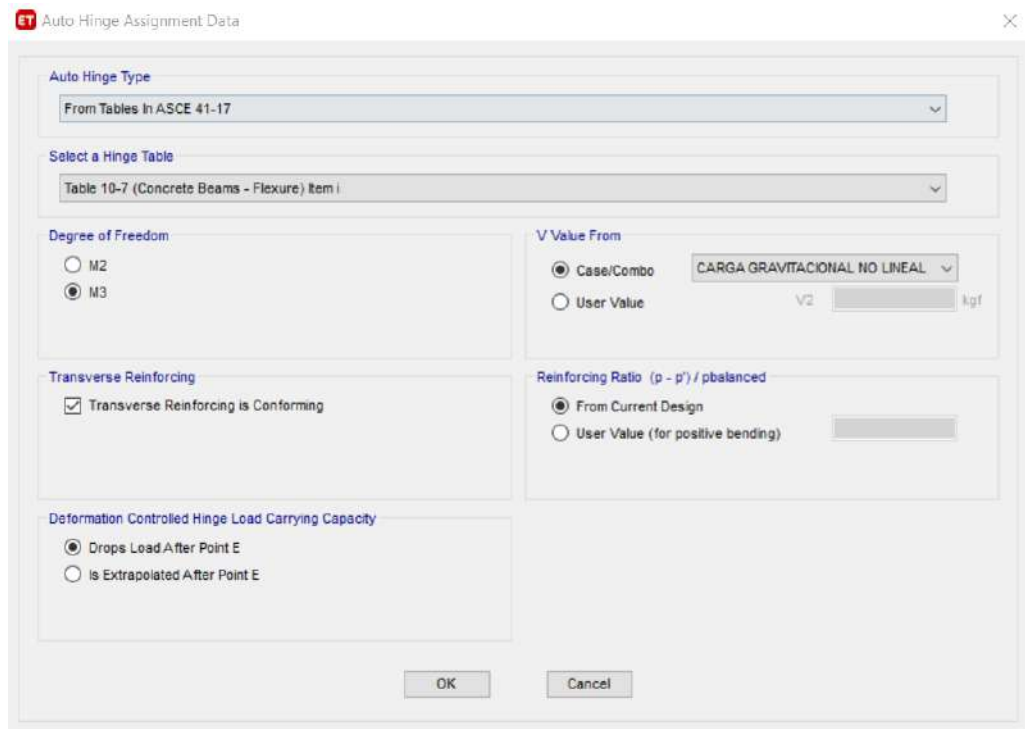 ET Auto Hinge Assignment Data
Auto Hinge Type
From Tables In ASCE 41-17
Select a Hinge Table
Table 10-7 (Concrete Beams - Flexure) Item i
Degree of Freedom
M2
M3
V Value From
Case/Combo CARGA GRAVITACIONAL NO LINEAL
User Value V2 kgf
Transverse Reinforcing
Transverse Reinforcing is Conforming
Reinforcing Ratio (p - p') / pbalanced
From Current Design
User Value (for positive bending)
Deformation Controlled Hinge Load Carrying Capacity
Drops Load After Point E
Is Extrapolated After Point E
OK Cancel